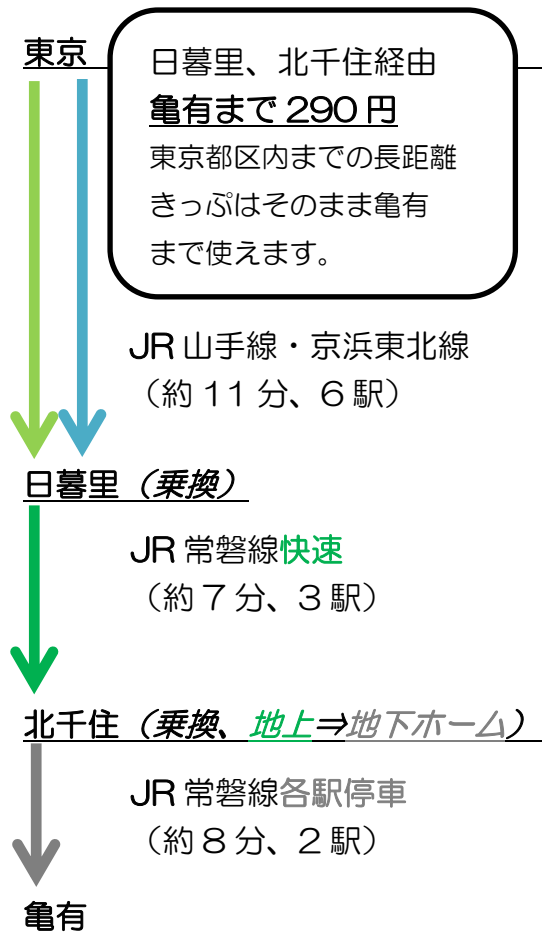 東京
日暮里、北千住経由
亀有まで 290 円
東京都区内までの長距離
きっぷはそのまま亀有
まで使えます。
JR 山手線・京浜東北線
（約 11 分、6 駅）
日暮里（乗換）
JR 常磐線快速
（約 7 分、3 駅）
北千住（乗換、地上⇒地下ホーム）
JR 常磐線各駅停車
（約 8 分、2 駅）
亀有